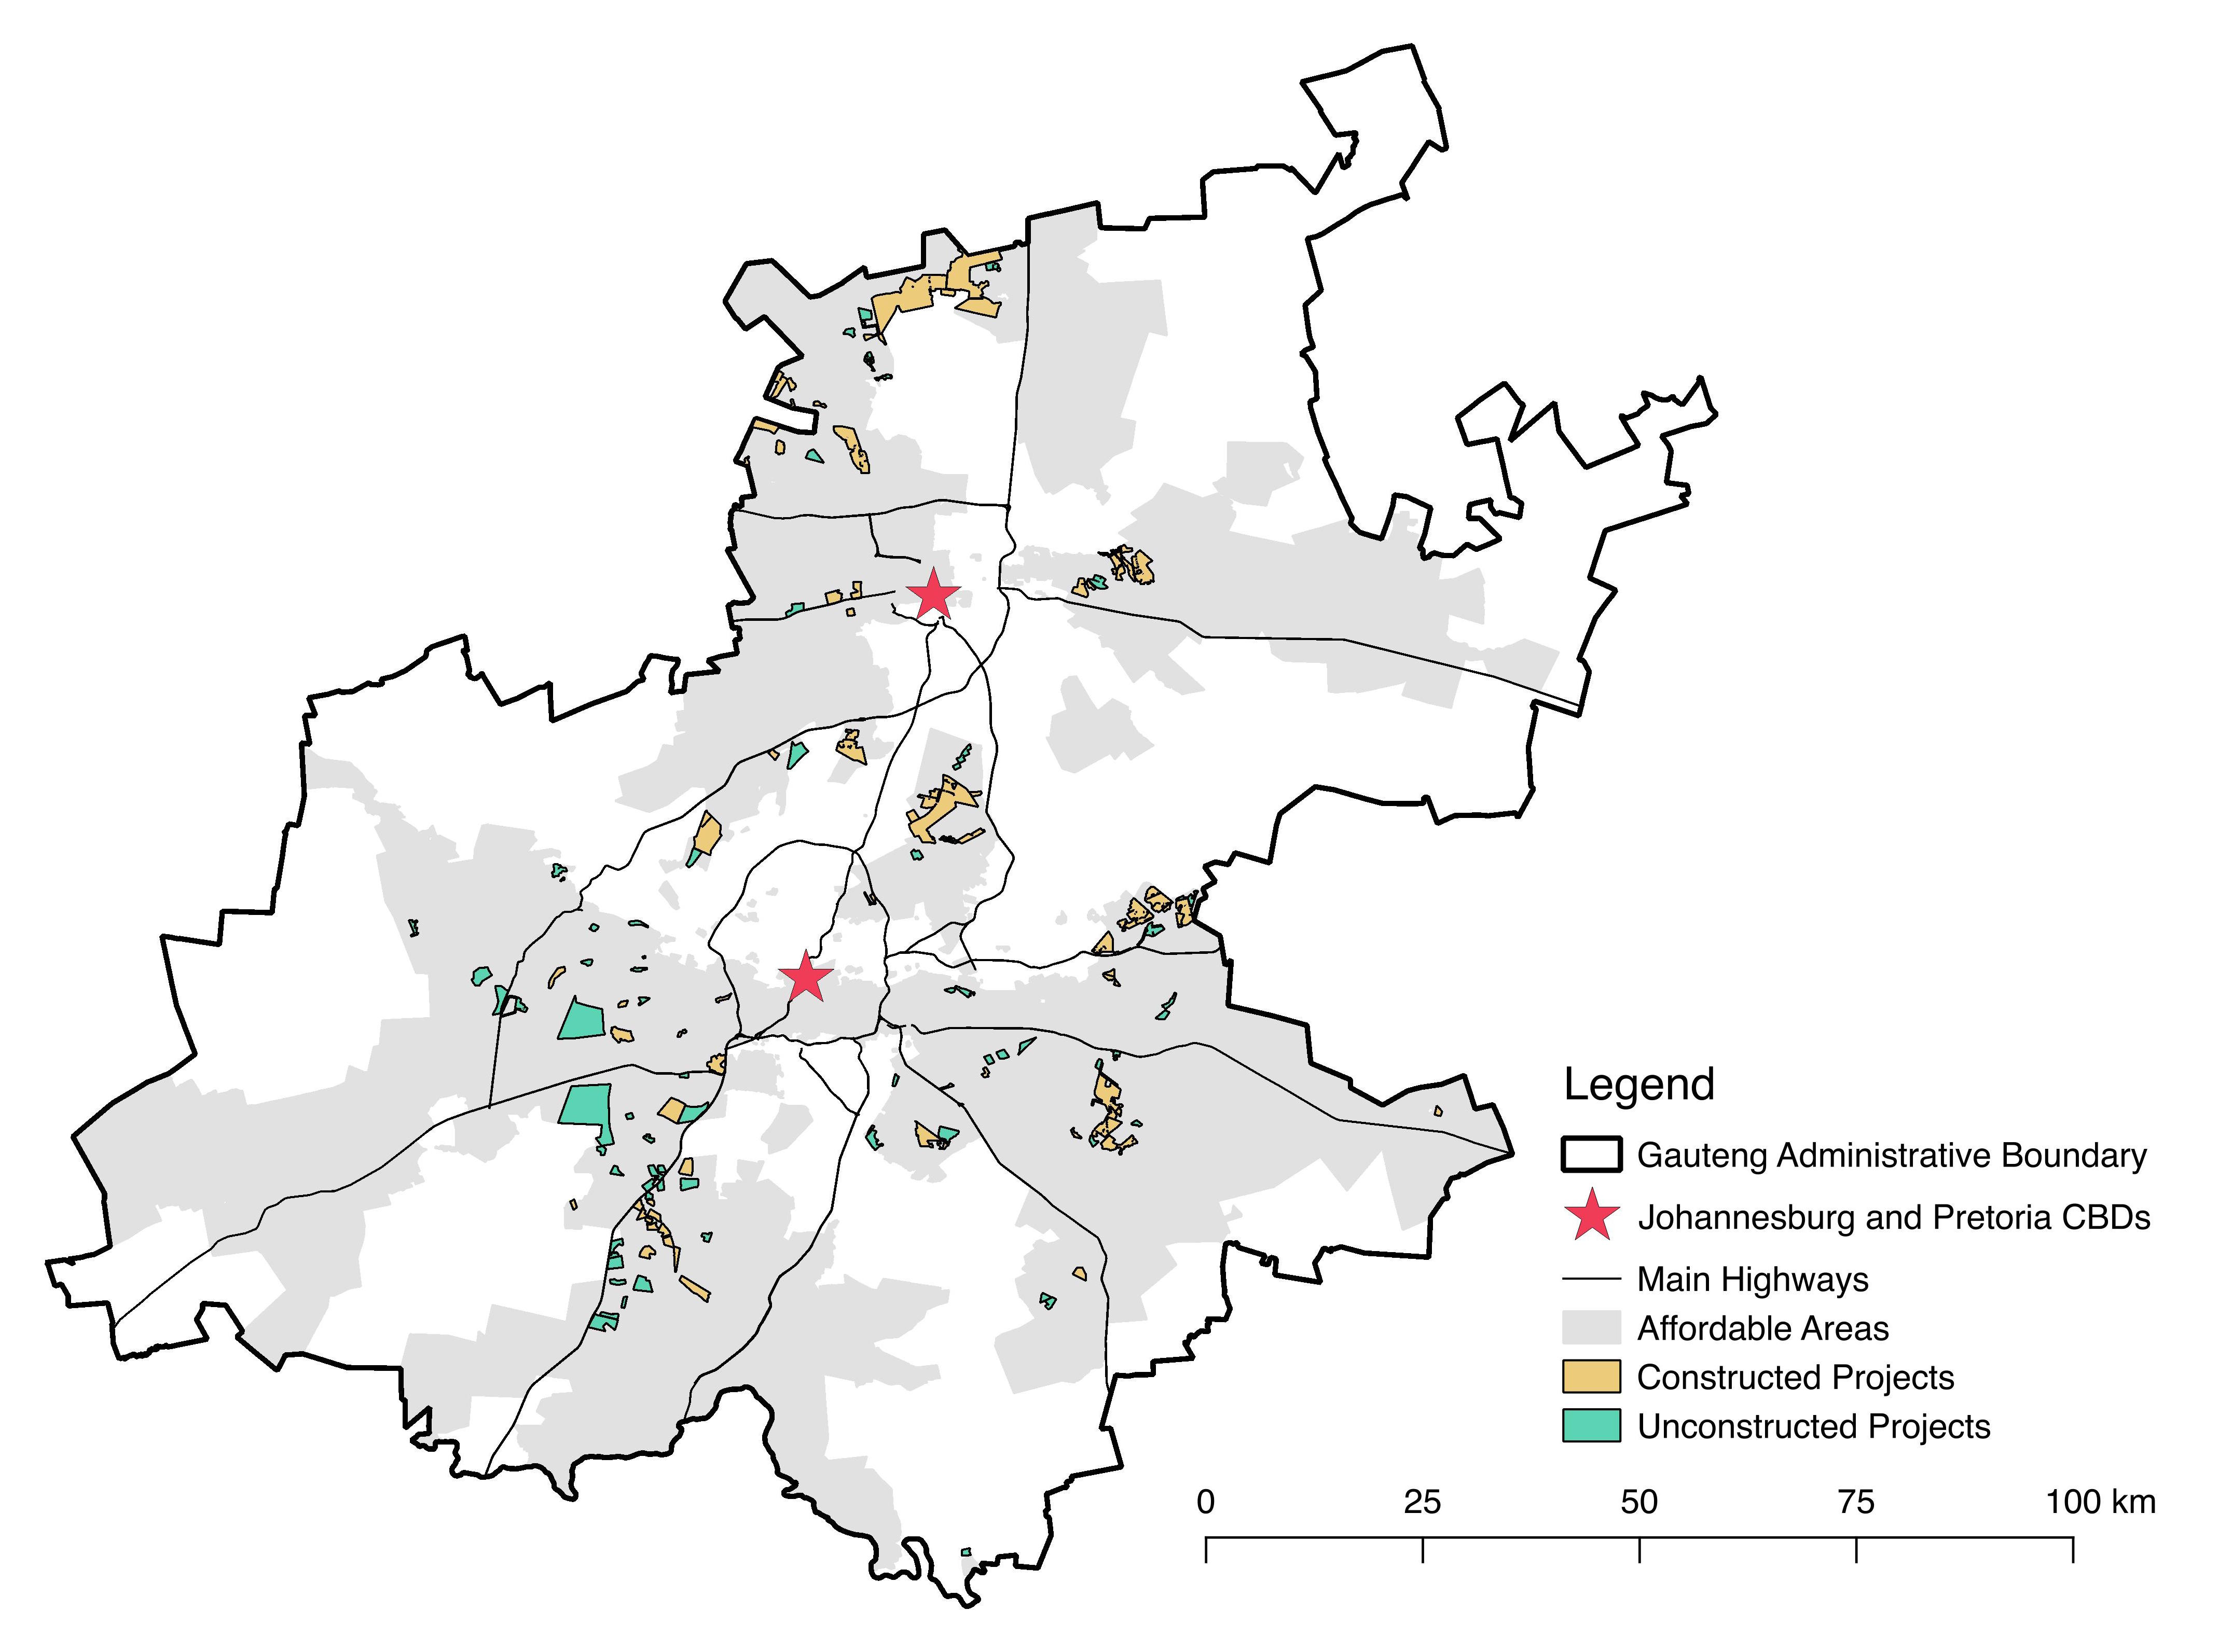 Legend
Gauteng Administrative Boundary
Johannesburg and Pretoria CBDs
Main Highways
Affordable Areas
Constructed Projects
Unconstructed Projects
0 25 50 75 100 km